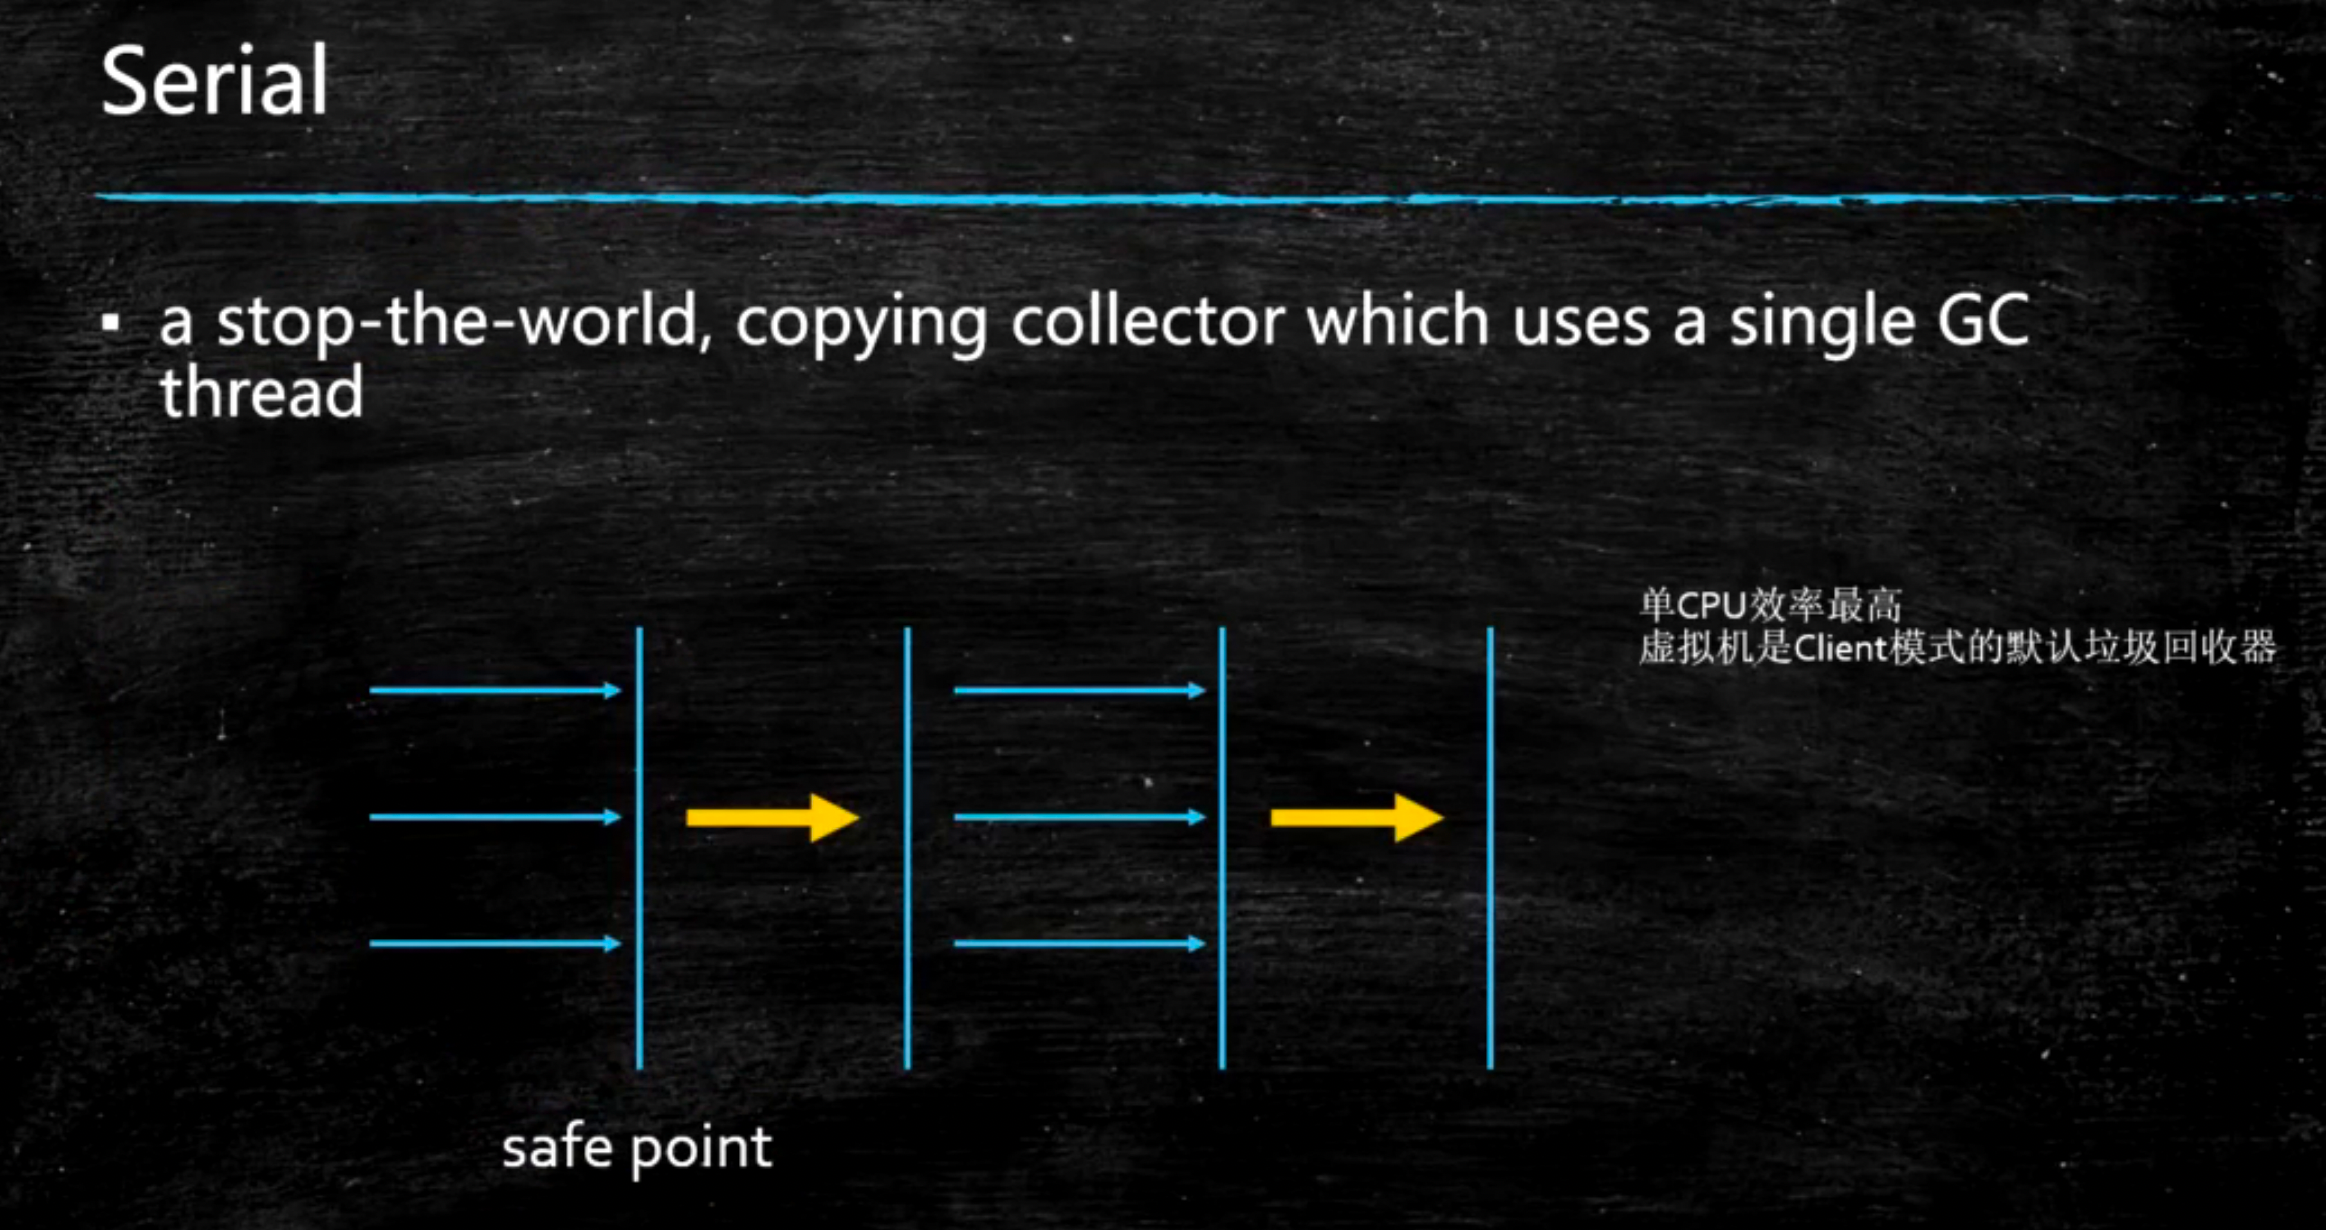 Serial
▪ a stop-the-world, copying collector which uses a single GC
thread
单CPU效率最高
虚拟机是Client模式的默认垃圾回收器
safe point